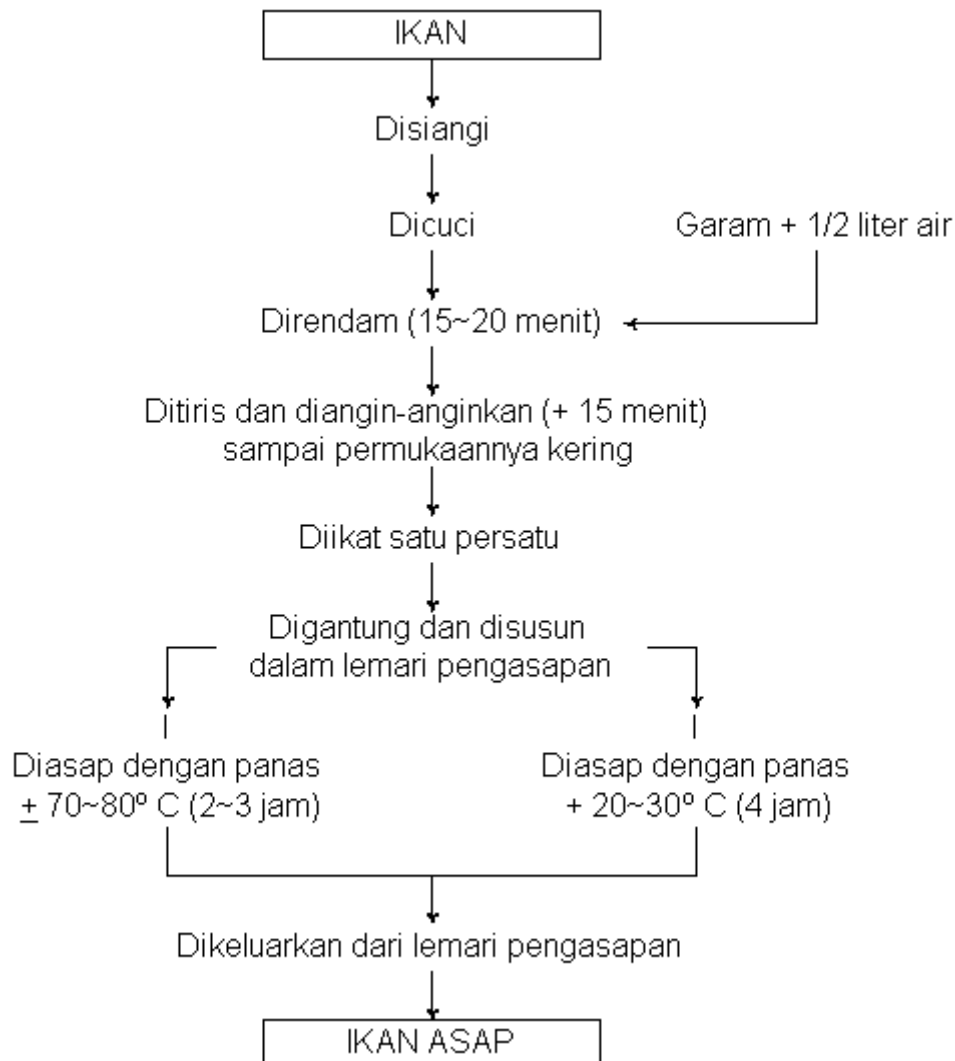 IKAN
Disiangi
Dicuci
Garam + 1/2 liter air
Direndam (15~20 menit)
Ditiris dan diangin-anginkan (+ 15 menit)
sampai permukaannya kering
Diikat satu persatu
Digantung dan disusun
dalam lemari pengasapan
Diasap dengan panas
± 70~80º C (2~3 jam)
Diasap dengan panas
+ 20~30º C (4 jam)
Dikeluarkan dari lemari pengasapan
IKAN ASAP